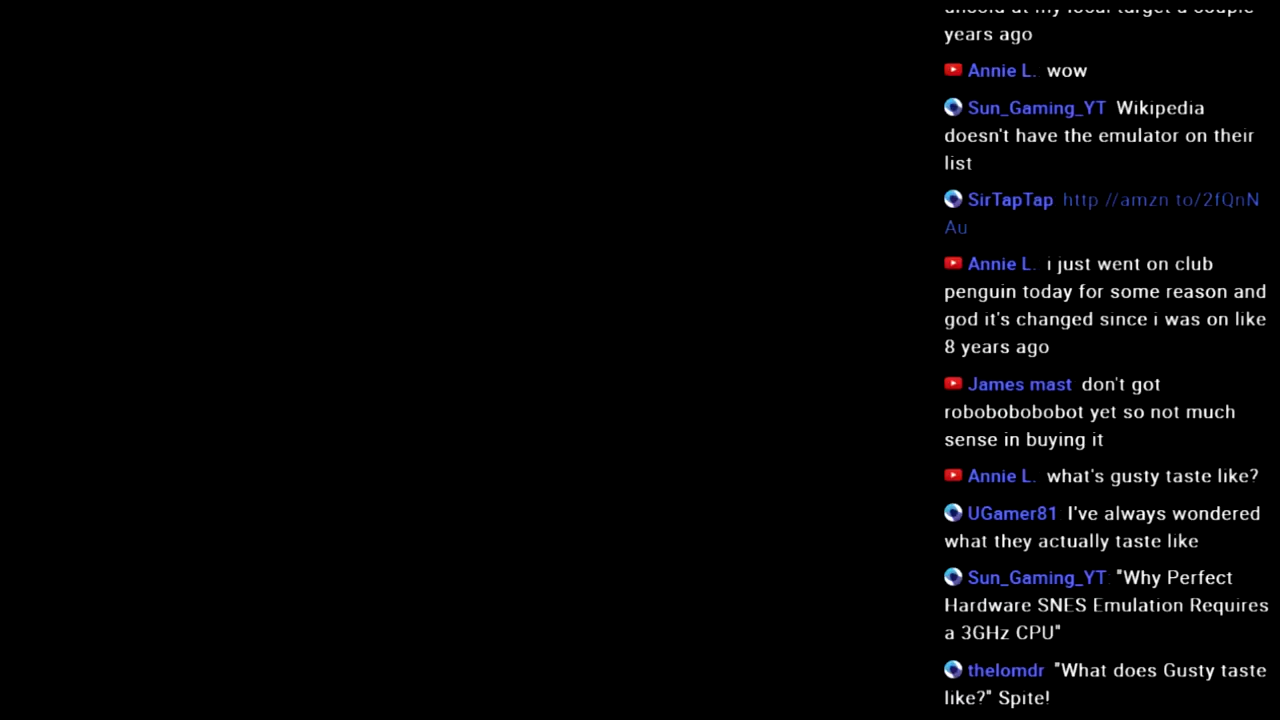 years ago
Annie L. wow
Sun_Gaming_YT Wikipedia
doesn't have the emulator on their
list
SirTapTap http //amzn to/2fQnN
Au
Annie L. i just went on club
penguin today for some reason and
god it's changed since i was on like
8 years ago
James mast don't got
robobobobobot yet so not much
sense in buying it
Annie L. what's gusty taste like?
UGamer81 I've always wondered
what they actually taste like
Sun_Gaming_YT "Why Perfect
Hardware SNES Emulation Requires
a 3GHz CPU"
thelomdr "What does Gusty taste
like?" Spite!